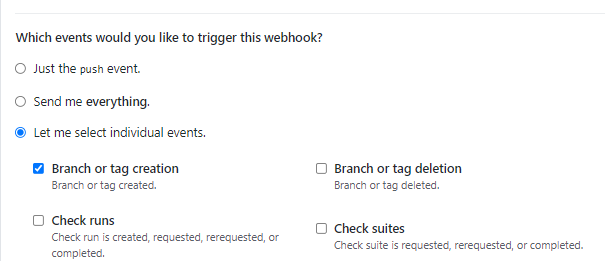 Which events would you like to trigger this webhook?
Just the push event.
Send me everything.
Let me select individual events.
Branch or tag creation
Branch or tag created.
Branch or tag deletion
Branch or tag deleted.
Check runs
Check run is created, requested, rerequested, or
completed.
Check suites
Check suite is requested, rerequested, or completed.